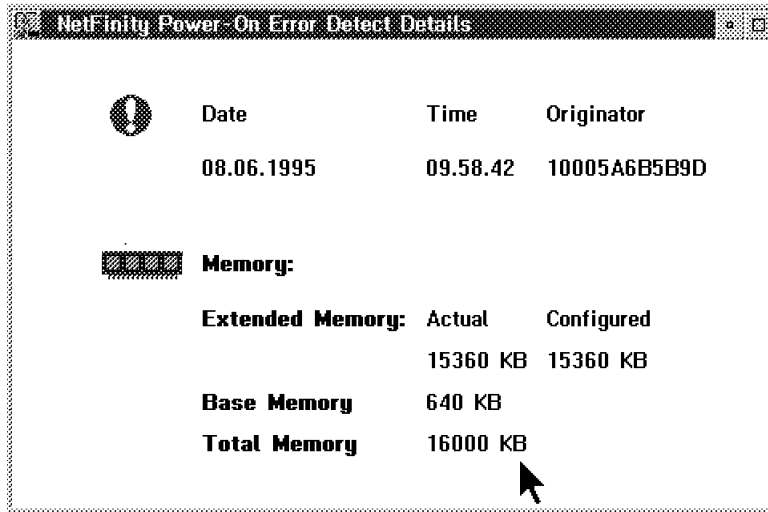 NetFinity Power-On Error Detect Details
Date Time Originator
08.06.1995 09.58.42 10005A6B5B9D
Memory:
Extended Memory: Actual Configured
15360 KB 15360 KB
Base Memory 640 KB
Total Memory 16000 KB